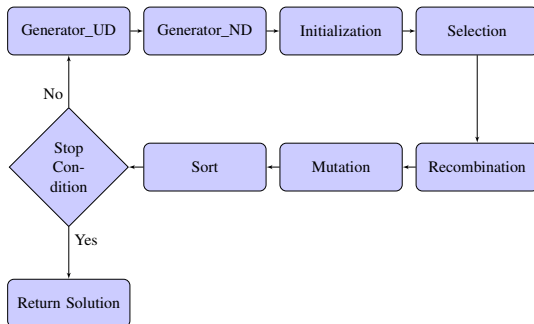 Generator_UD
Generator_ND
Initialization
Selection
No
Stop
Con-
dition
Sort
Mutation
Recombination
Yes
Return Solution